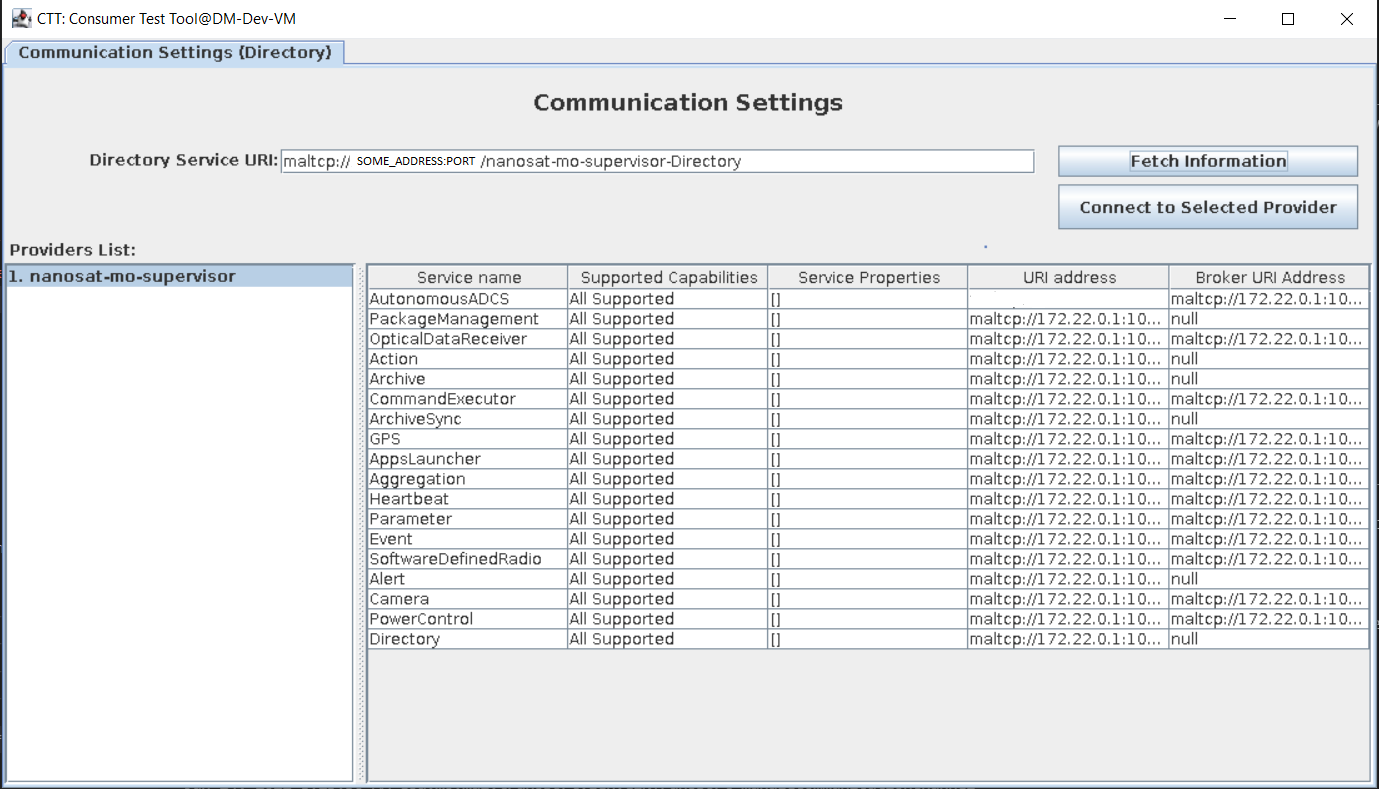 CTT: Consumer Test Tool@DM-Dev-VM
Communication Settings (Directory)
Communication Settings
Directory Service URI: maltcp:// SOME_ADDRESS:PORT /nanosat-mo-supervisor-Directory
Fetch Information
Connect to Selected Provider
Providers List:
1. nanosat-mo-supervisor
Service name Supported Capabilities Service Properties URI address Broker URI Address
AutonomousADCS All Supported [] maltcp://172.22.0.1:10...
PackageManagement All Supported [] maltcp://172.22.0.1:10... null
OpticalDataReceiver All Supported [] maltcp://172.22.0.1:10... maltcp://172.22.0.1:10...
Action All Supported [] maltcp://172.22.0.1:10... null
Archive All Supported [] maltcp://172.22.0.1:10... null
CommandExecutor All Supported [] maltcp://172.22.0.1:10... maltcp://172.22.0.1:10...
ArchiveSync All Supported [] maltcp://172.22.0.1:10... null
GPS All Supported [] maltcp://172.22.0.1:10... maltcp://172.22.0.1:10...
AppsLauncher All Supported [] maltcp://172.22.0.1:10... maltcp://172.22.0.1:10...
Aggregation All Supported [] maltcp://172.22.0.1:10... maltcp://172.22.0.1:10...
Heartbeat All Supported [] maltcp://172.22.0.1:10... maltcp://172.22.0.1:10...
Parameter All Supported [] maltcp://172.22.0.1:10... maltcp://172.22.0.1:10...
Event All Supported [] maltcp://172.22.0.1:10... maltcp://172.22.0.1:10...
SoftwareDefinedRadio All Supported [] maltcp://172.22.0.1:10... maltcp://172.22.0.1:10...
Alert All Supported [] maltcp://172.22.0.1:10... null
Camera All Supported [] maltcp://172.22.0.1:10... maltcp://172.22.0.1:10...
PowerControl All Supported [] maltcp://172.22.0.1:10... maltcp://172.22.0.1:10...
Directory All Supported [] maltcp://172.22.0.1:10... null